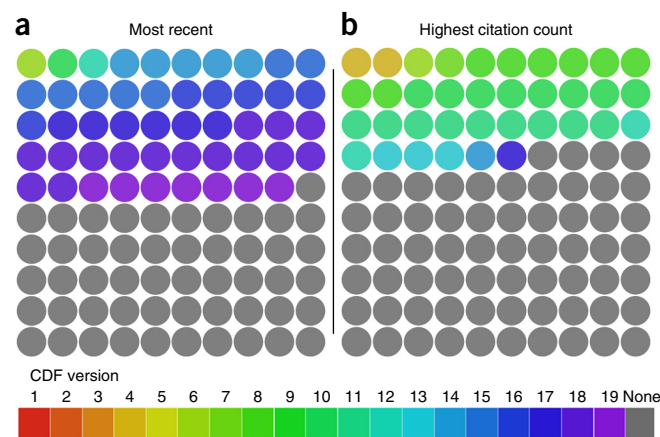 a
Most recent
b
Highest citation count
CDF version
1 2 3 4 5 6 7 8 9 10 11 12 13 14 15 16 17 18 19 None